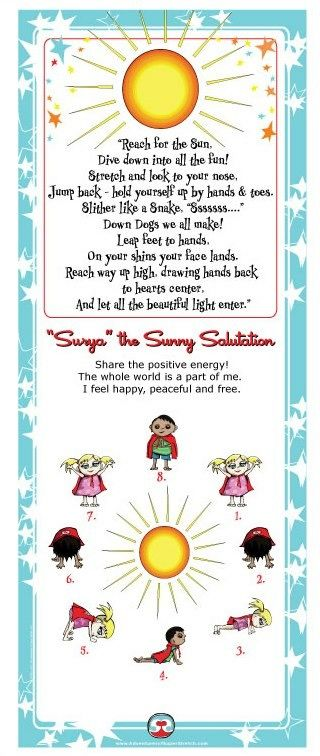 "Reach for the Sun,
Dive down into all the fun!
Stretch and look to your nose,
Jump back - hold yourself up by hands & toes.
Slither like a Snake, "Sssssss...."
Down Dogs we all make!
Leap feet to hands,
On your shins your face lands.
Reach way up high, drawing hands back
to hearts center,
And let all the beautiful light enter."
"Surya" the Sunny Salutation
Share the positive energy!
The whole world is a part of me.
I feel happy, peaceful and free.
8.
7.
1.
6.
2.
5.
3.
4.
www.AdventuresofSuperStretch.com